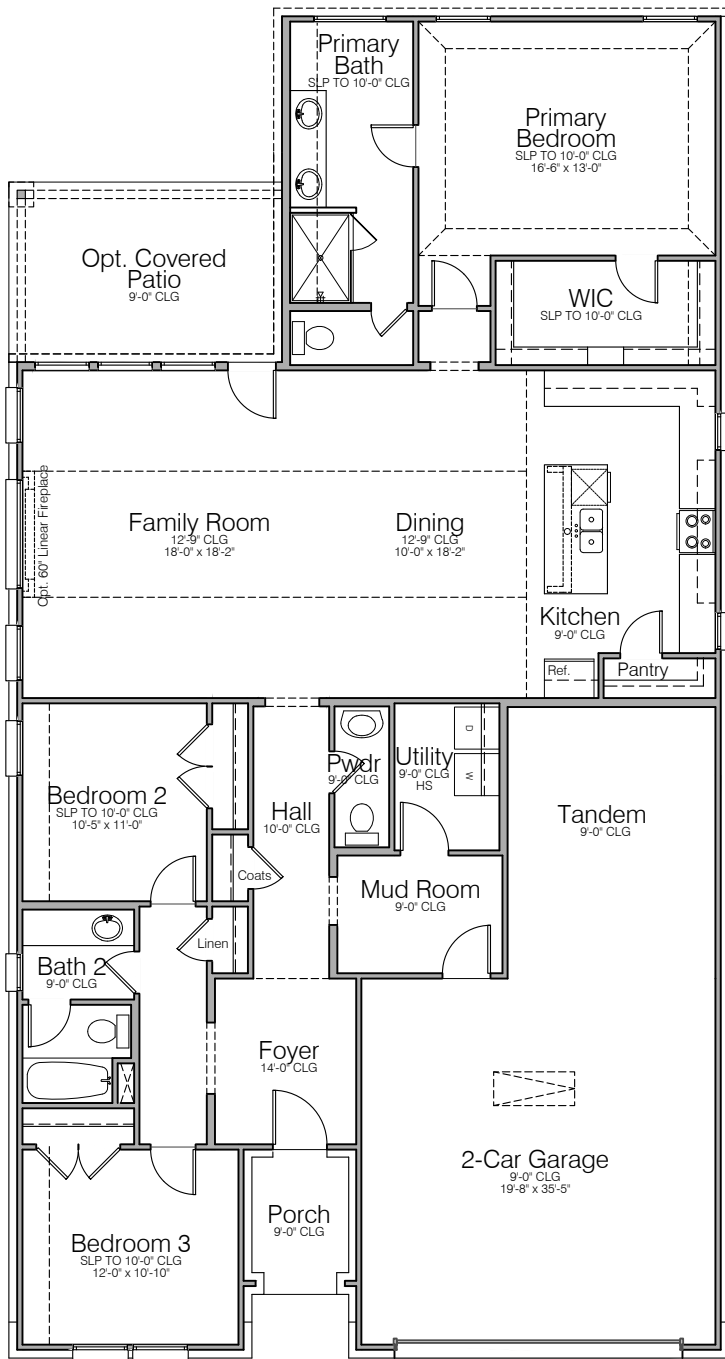 Primary
Bath
SLP TO 10'-0" CLG
Primary
Bedroom
SLP TO 10'-0" CLG
16'-6" x 13'-0"
Opt. Covered
Patio
9'-0" CLG
WIC
SLP TO 10'-0" CLG
Opt. 60" Linear Fireplace
Family Room
12'-9" CLG
18'-0" x 18'-2"
Dining
12'-9" CLG
10'-0" x 18'-2"
Kitchen
9'-0" CLG
Ref.
Pantry
Bedroom 2
SLP TO 10'-0" CLG
10'-5" x 11'-0"
Hall
10'-0" CLG
Pwdr
9'-0" CLG
Utility
9'-0" CLG
HS
D
W
Tandem
9'-0" CLG
Coats
Mud Room
9'-0" CLG
Linen
Bath 2
9'-0" CLG
Foyer
14'-0" CLG
2-Car Garage
9'-0" CLG
19'-8" x 35'-5"
Porch
9'-0" CLG
Bedroom 3
SLP TO 10'-0" CLG
12'-0" x 10'-10"